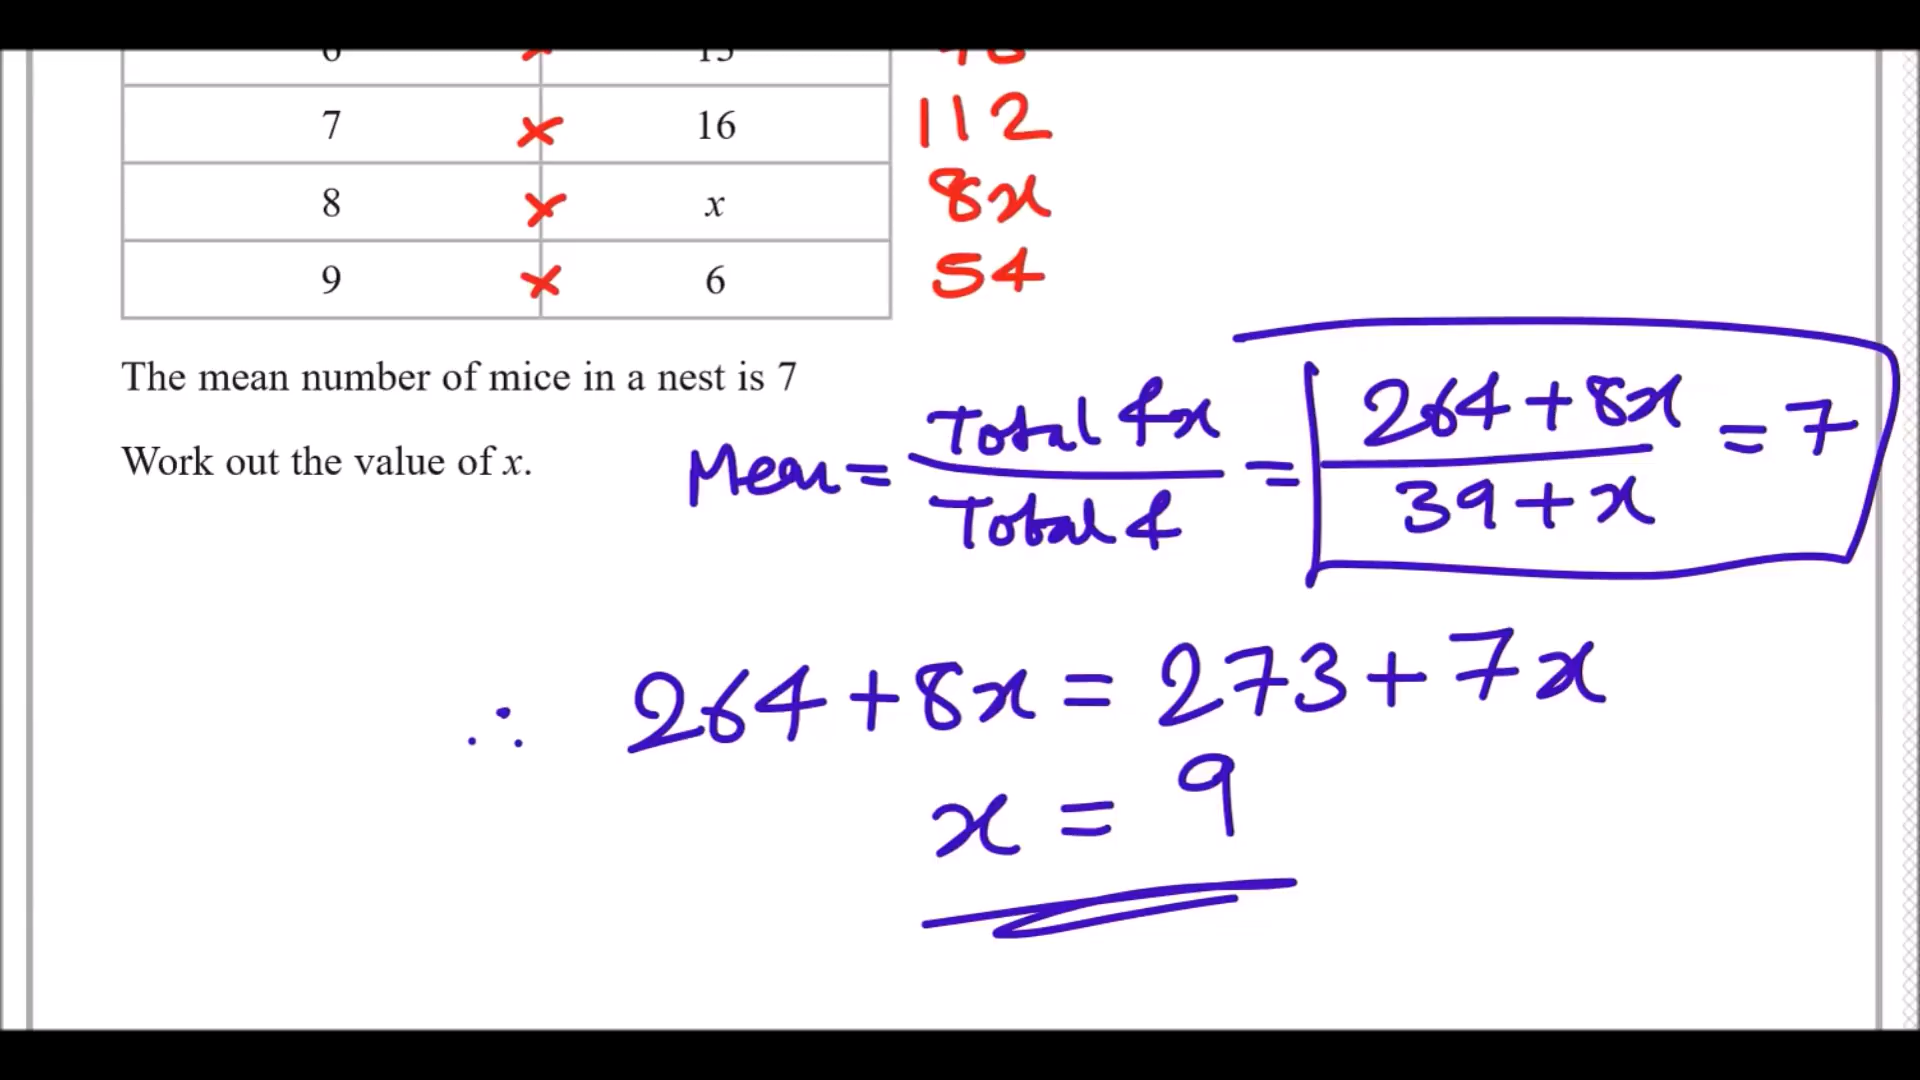 7 × 16 112
8 × x 8x
9 × 6 54
The mean number of mice in a nest is 7
Work out the value of x.
Mean = Total fx / Total f = 264 + 8x / 39 + x = 7
∴ 264 + 8x = 273 + 7x
x = 9